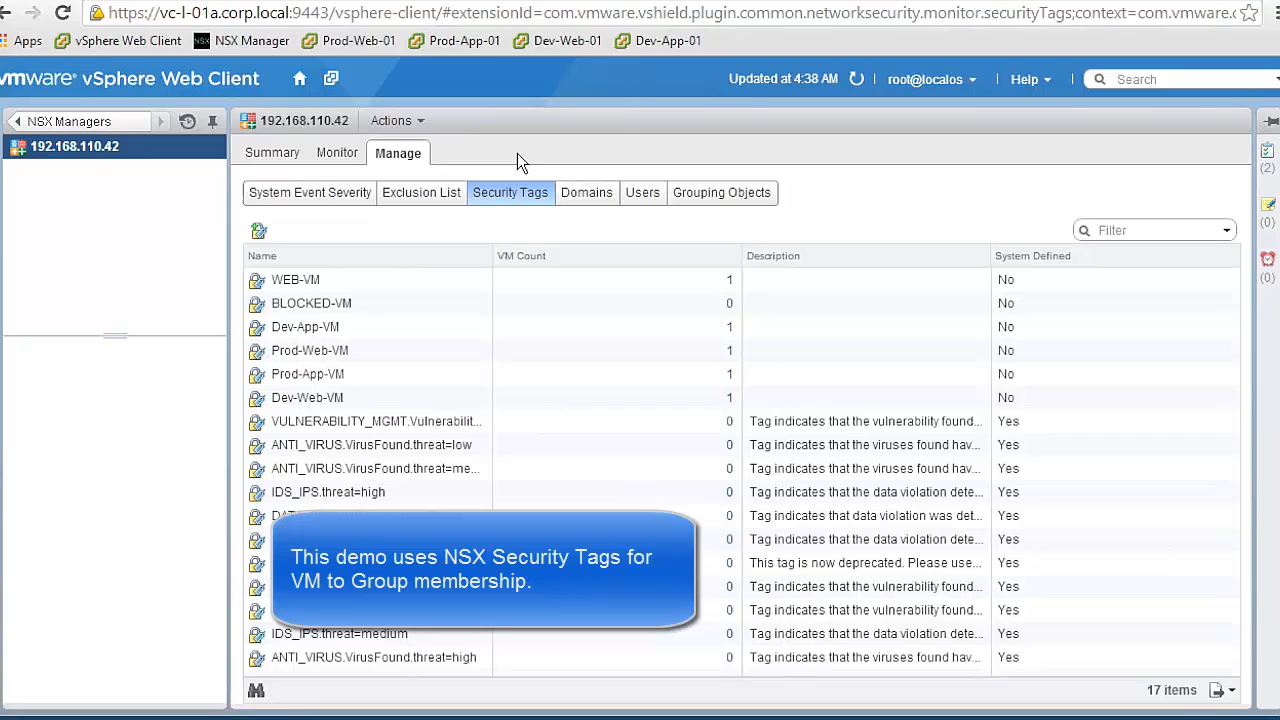 https://vc-l-01a.corp.local:9443/vsphere-client/#extensionId=com.vmware.vshield.plugin.common.networksecurity.monitor.securityTags;context=com.vmware.
Apps vSphere Web Client NSX NSX Manager Prod-Web-01 Prod-App-01 Dev-Web-01 Dev-App-01
vmware® vSphere Web Client Updated at 4:38 AM root@localos Help Search
NSX Managers 192.168.110.42 Actions
192.168.110.42
Summary Monitor Manage
(2)
System Event Severity Exclusion List Security Tags Domains Users Grouping Objects
(0)
Filter
Name VM Count Description System Defined
(0)
WEB-VM 1 No
BLOCKED-VM 0 No
Dev-App-VM 1 No
Prod-Web-VM 1 No
Prod-App-VM 1 No
Dev-Web-VM 1 No
VULNERABILITY_MGMT.Vulnerabilit... 0 Tag indicates that the vulnerability found... Yes
ANTI_VIRUS.VirusFound.threat=low 0 Tag indicates that the viruses found hav... Yes
ANTI_VIRUS.VirusFound.threat=me... 0 Tag indicates that the viruses found hav... Yes
IDS_IPS.threat=high 0 Tag indicates that the data violation dete... Yes
0 Tag indicates that data violation was det... Yes
0 Tag indicates that the data violation dete... Yes
0 This tag is now deprecated. Please use... Yes
0 Tag indicates that the vulnerability found... Yes
0 Tag indicates that the vulnerability found... Yes
This demo uses NSX Security Tags for
VM to Group membership.
IDS_IPS.threat=medium 0 Tag indicates that the data violation dete... Yes
ANTI_VIRUS.VirusFound.threat=high 0 Tag indicates that the viruses found hav... Yes
17 items